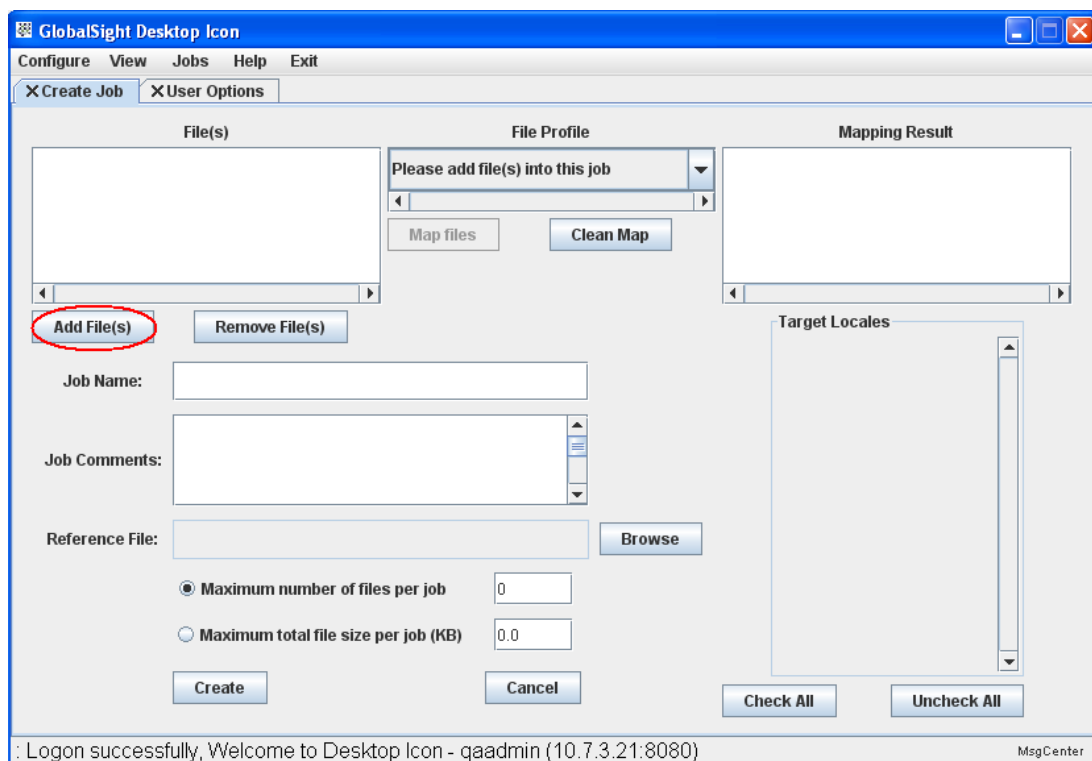 GlobalSight Desktop Icon
Configure View Jobs Help Exit
Create Job User Options
File(s) File Profile Mapping Result
Please add file(s) into this job
Map files Clean Map
Add File(s) Remove File(s)
Target Locales
Job Name:
Job Comments:
Reference File: Browse
Maximum number of files per job 0
Maximum total file size per job (KB) 0.0
Create Cancel
Check All Uncheck All
: Logon successfully, Welcome to Desktop Icon - qaadmin (10.7.3.21:8080) MsgCenter